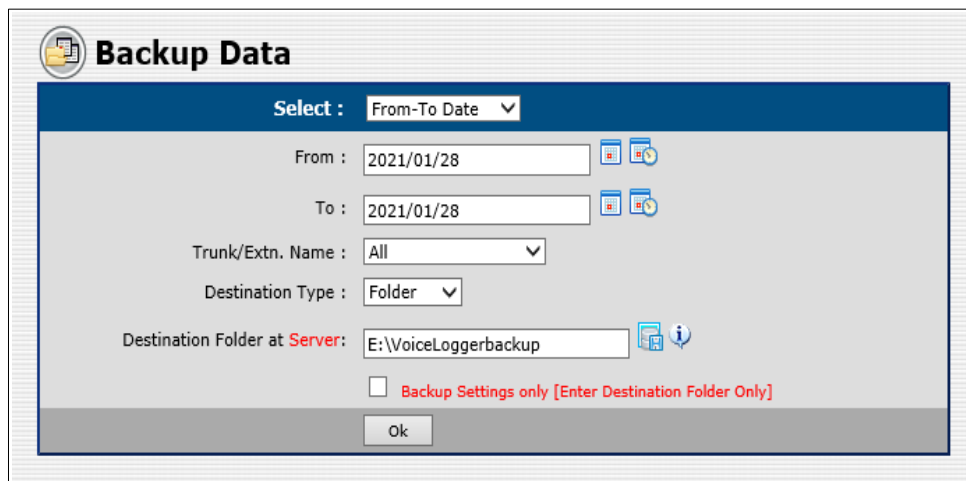 Backup Data
Select : From-To Date
From : 2021/01/28
To : 2021/01/28
Trunk/Extn. Name : All
Destination Type : Folder
Destination Folder at Server: E:\VoiceLoggerbackup
Backup Settings only [Enter Destination Folder Only]
Ok